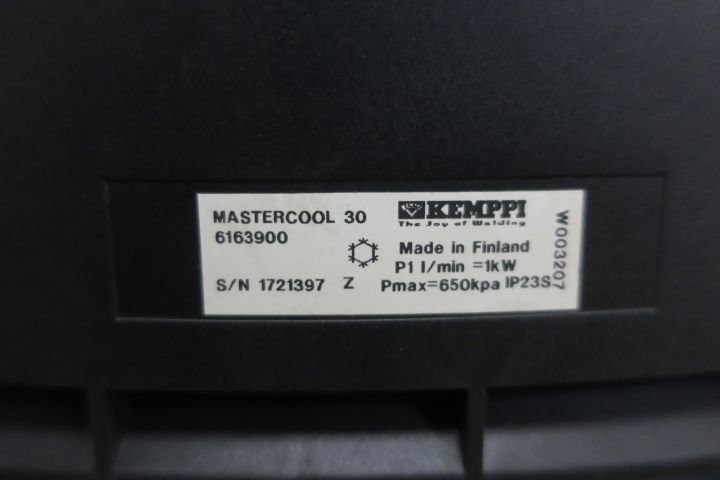 MASTERCOOL 30
6163900
S/N 1721397 Z
KEMPPI
The Joy of Welding
Made in Finland
P1 l/min =1kW
Pmax=650kpa IP23S
W003207